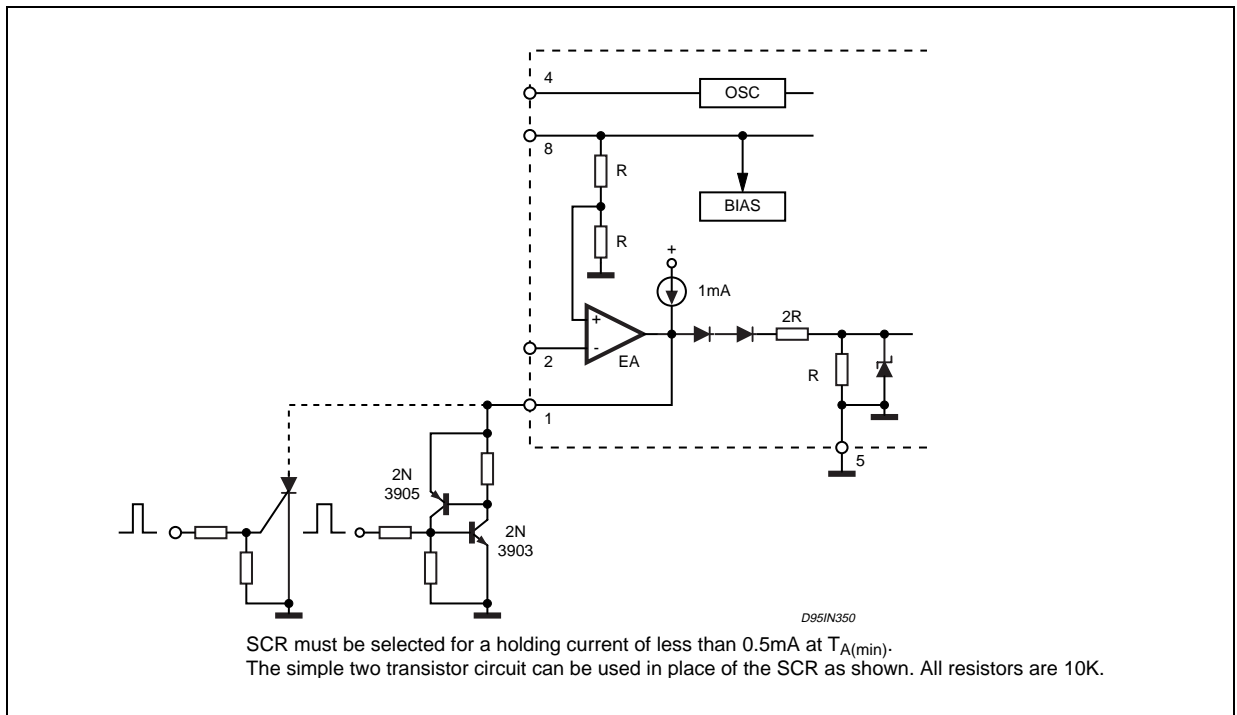 4
OSC
8
R
BIAS
R
+
1mA
+
2R
2
-
EA
R
1
5
2N
3905
2N
3903
D95IN350
SCR must be selected for a holding current of less than 0.5mA at TA(min).
The simple two transistor circuit can be used in place of the SCR as shown. All resistors are 10K.